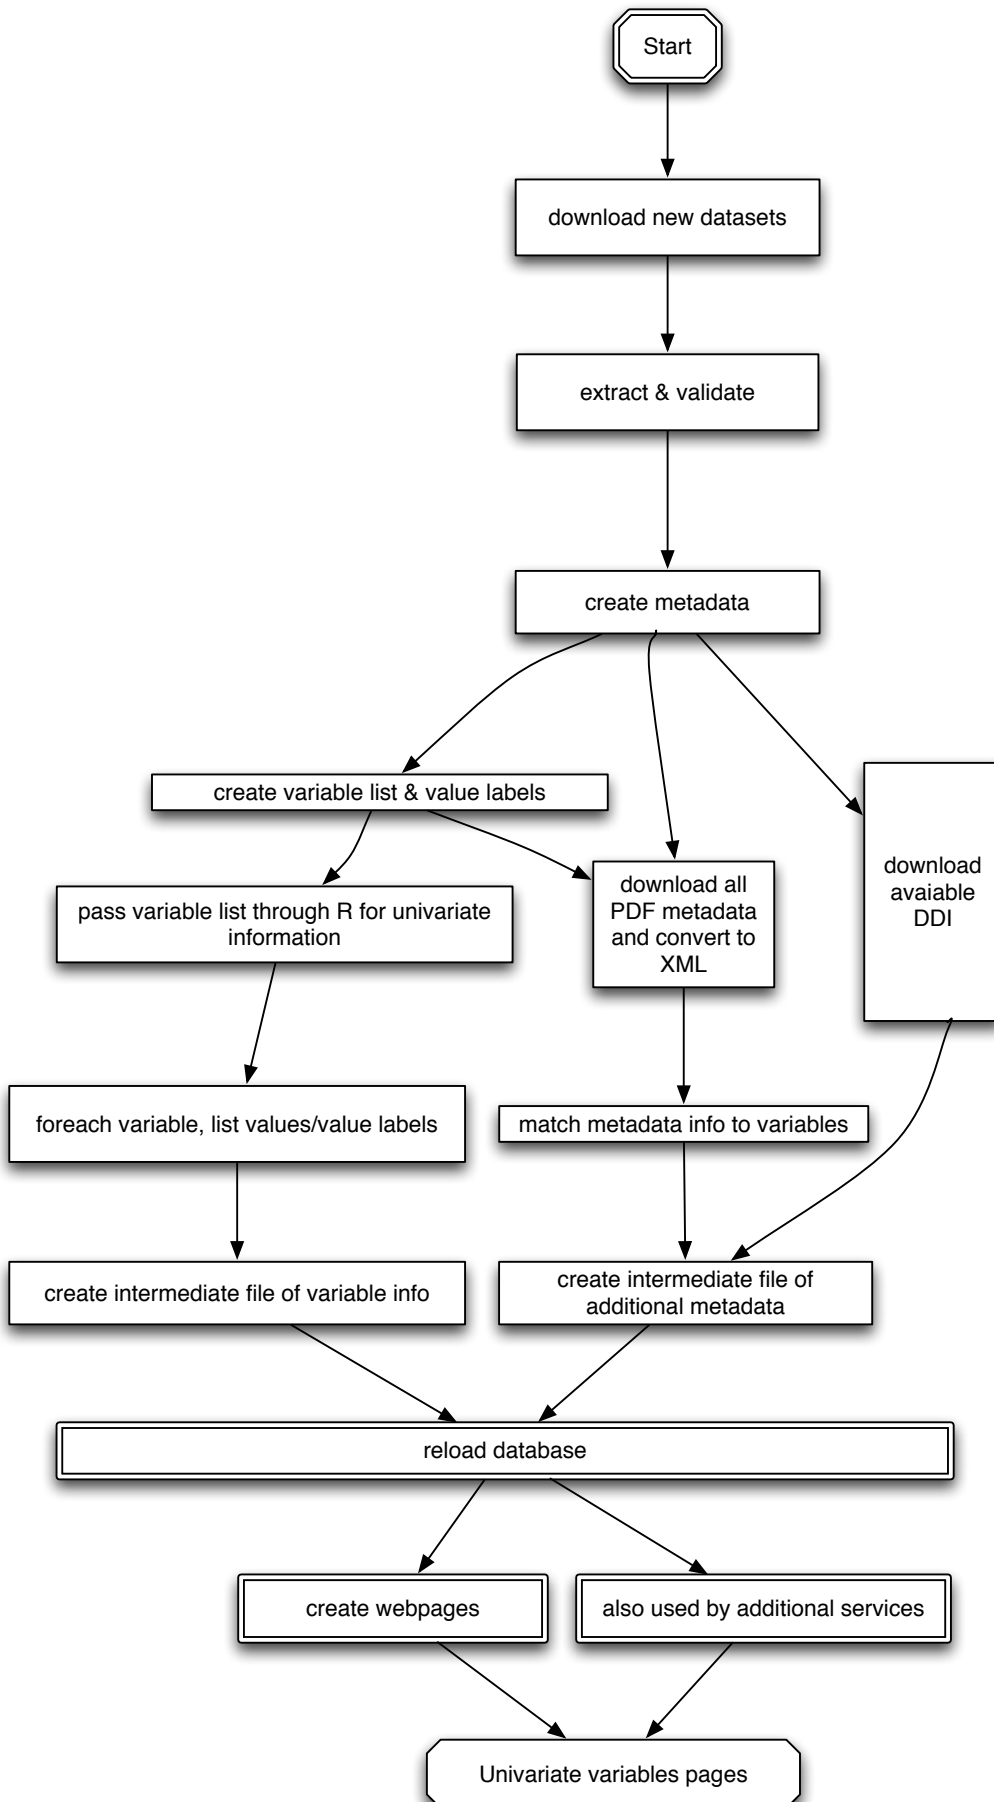 Start
download new datasets
extract & validate
create metadata
create variable list & value labels
download all
PDF metadata
and convert to
XML
download
avaiable
DDI
pass variable list through R for univariate
information
foreach variable, list values/value labels
match metadata info to variables
create intermediate file of variable info
create intermediate file of
additional metadata
reload database
create webpages
also used by additional services
Univariate variables pages